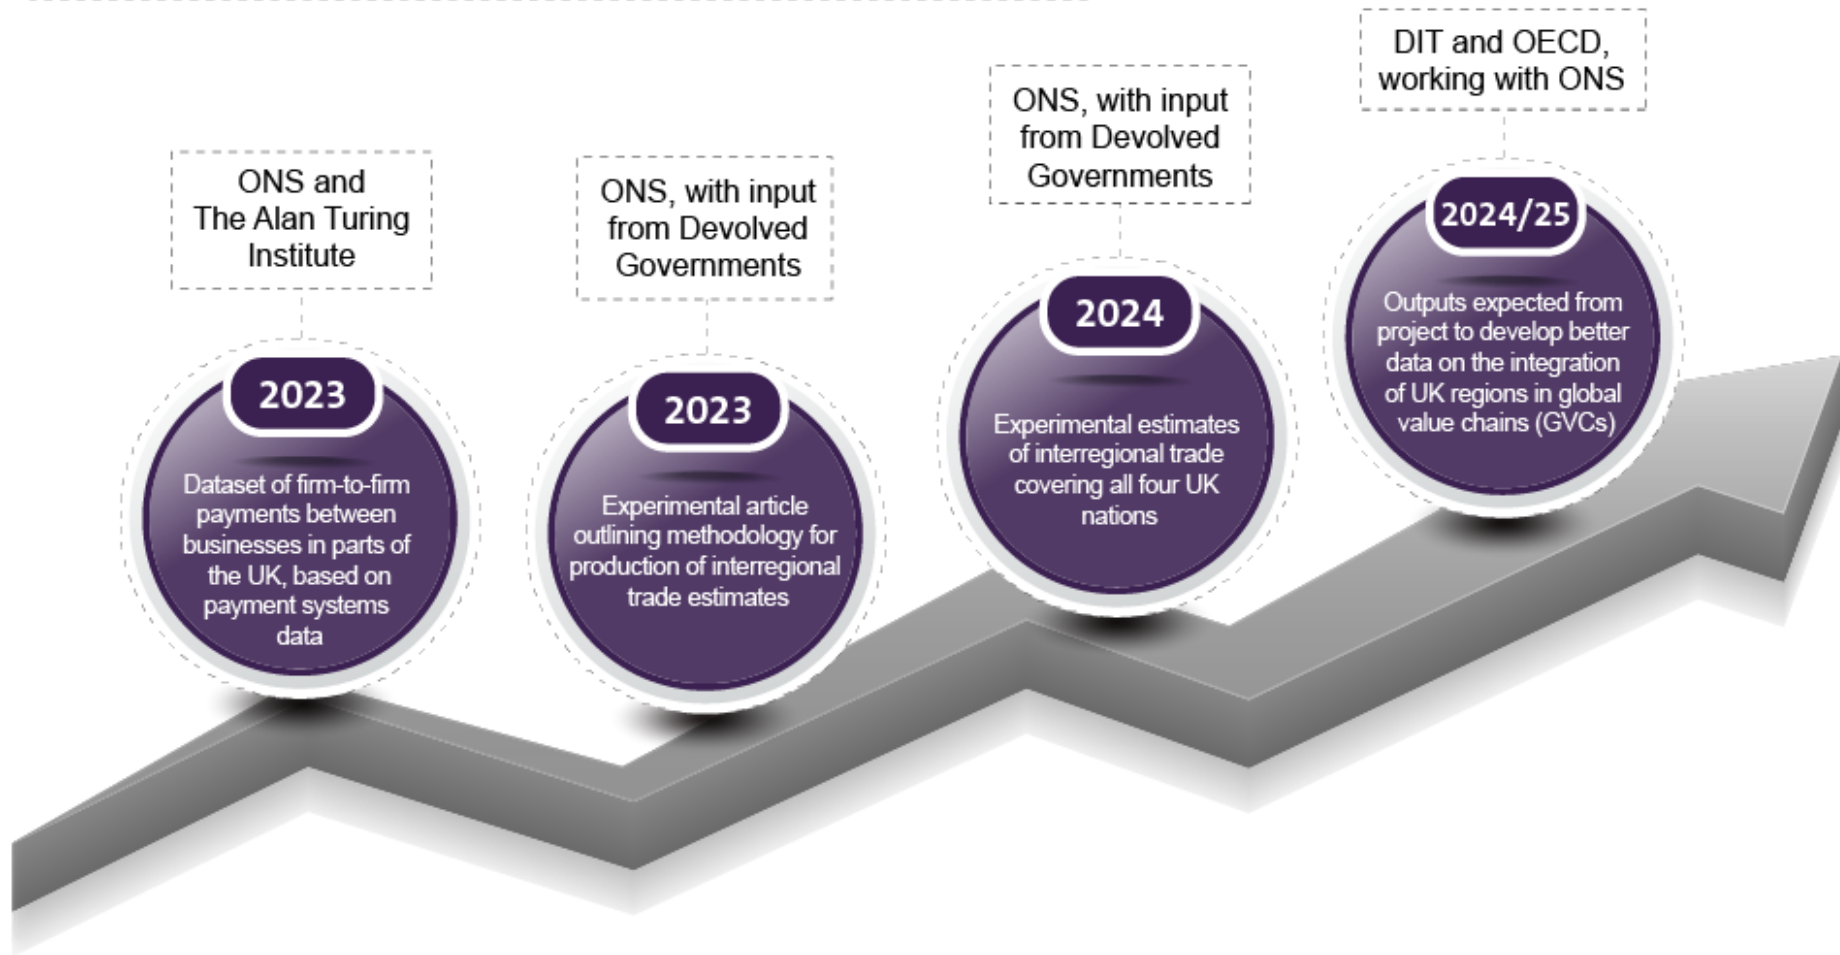 ONS and
The Alan Turing
Institute
2023
Dataset of firm-to-firm
payments between
businesses in parts of
the UK, based on
payment systems
data
ONS, with input
from Devolved
Governments
2023
Experimental article
outlining methodology for
production of interregional
trade estimates
ONS, with input
from Devolved
Governments
2024
Experimental estimates
of interregional trade
covering all four UK
nations
DIT and OECD,
working with ONS
2024/25
Outputs expected from
project to develop better
data on the integration
of UK regions in global
value chains (GVCs)